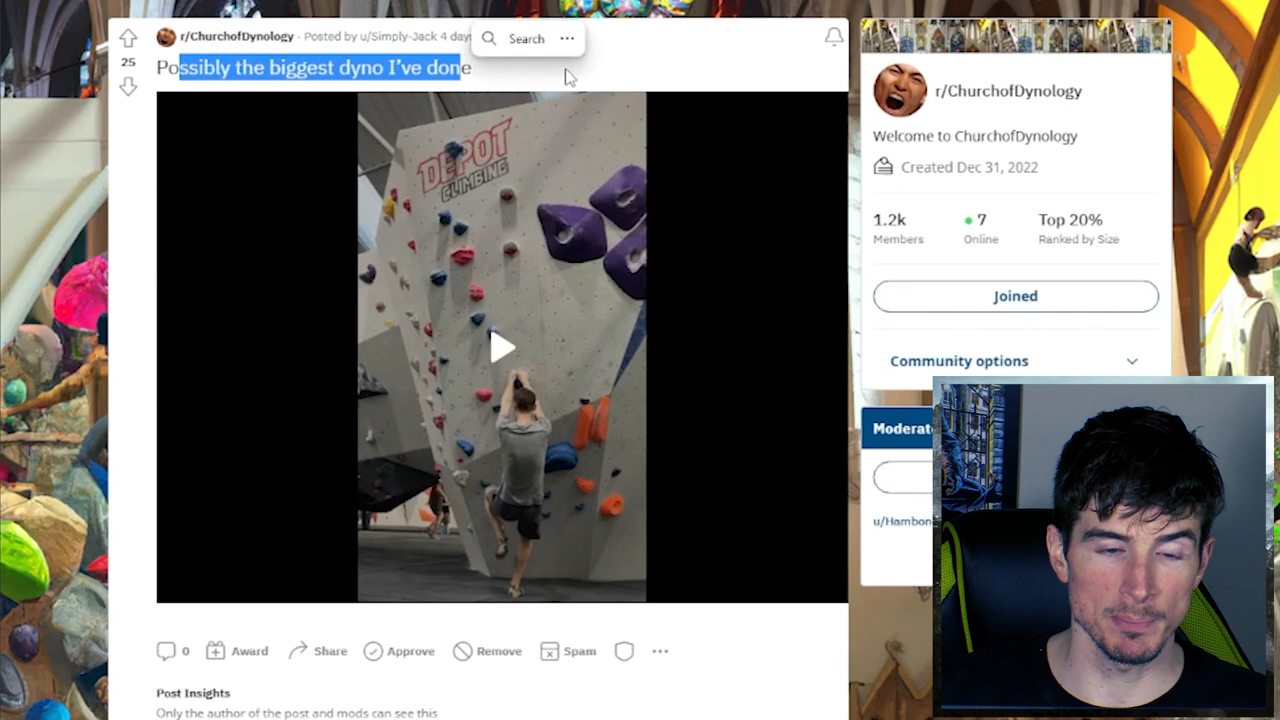 r/ChurchofDynology · Posted by u/Simply-Jack 4 days
Search
25
Possibly the biggest dyno I've done
DEPOT
CLIMBING
0
Award
Share
Approve
Remove
Spam
Post Insights
Only the author of the post and mods can see this
r/ChurchofDynology
Welcome to ChurchofDynology
Created Dec 31, 2022
1.2k
7
Top 20%
Members
Online
Ranked by Size
Joined
Community options
Moderat
u/Hambon